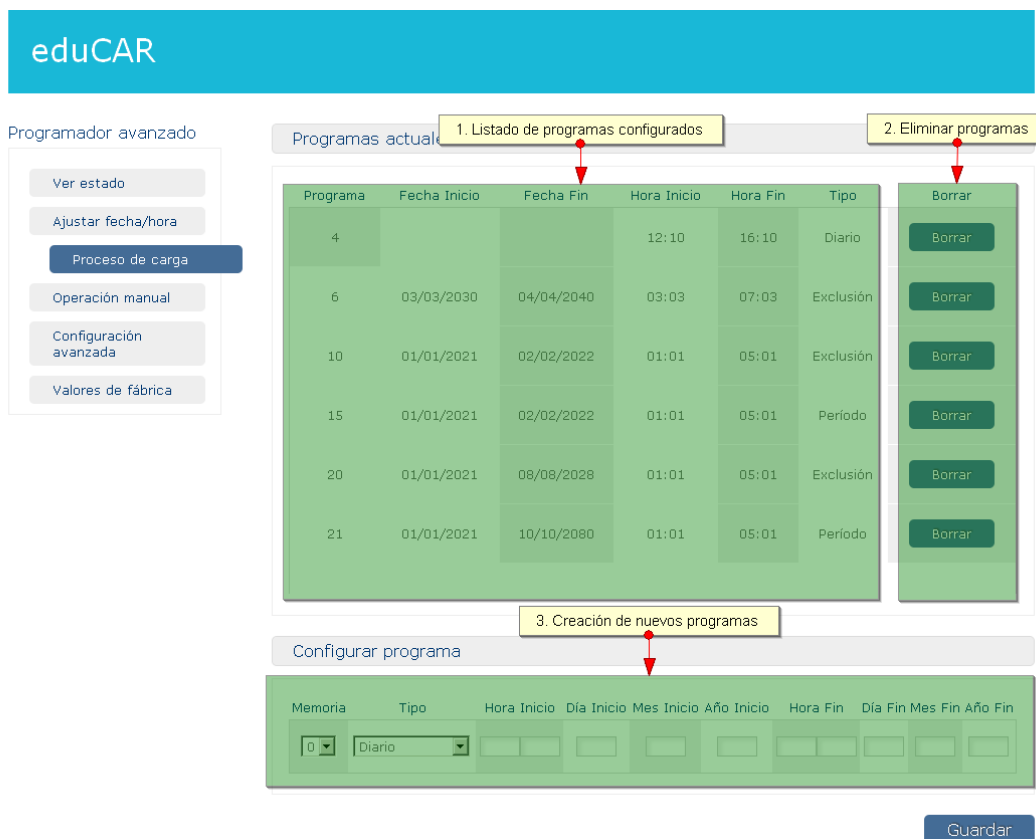 eduCAR
Programador avanzado
Ver estado
Ajustar fecha/hora
Proceso de carga
Operación manual
Configuración
avanzada
Valores de fábrica
Programas actuale
1. Listado de programas configurados
2. Eliminar programas
Programa Fecha Inicio Fecha Fin Hora Inicio Hora Fin Tipo Borrar
4 12:10 16:10 Diario Borrar
6 03/03/2030 04/04/2040 03:03 07:03 Exclusión Borrar
10 01/01/2021 02/02/2022 01:01 05:01 Exclusión Borrar
15 01/01/2021 02/02/2022 01:01 05:01 Período Borrar
20 01/01/2021 08/08/2028 01:01 05:01 Exclusión Borrar
21 01/01/2021 10/10/2080 01:01 05:01 Período Borrar
3. Creación de nuevos programas
Configurar programa
Memoria Tipo Hora Inicio Día Inicio Mes Inicio Año Inicio Hora Fin Día Fin Mes Fin Año Fin
0 Diario
Guardar